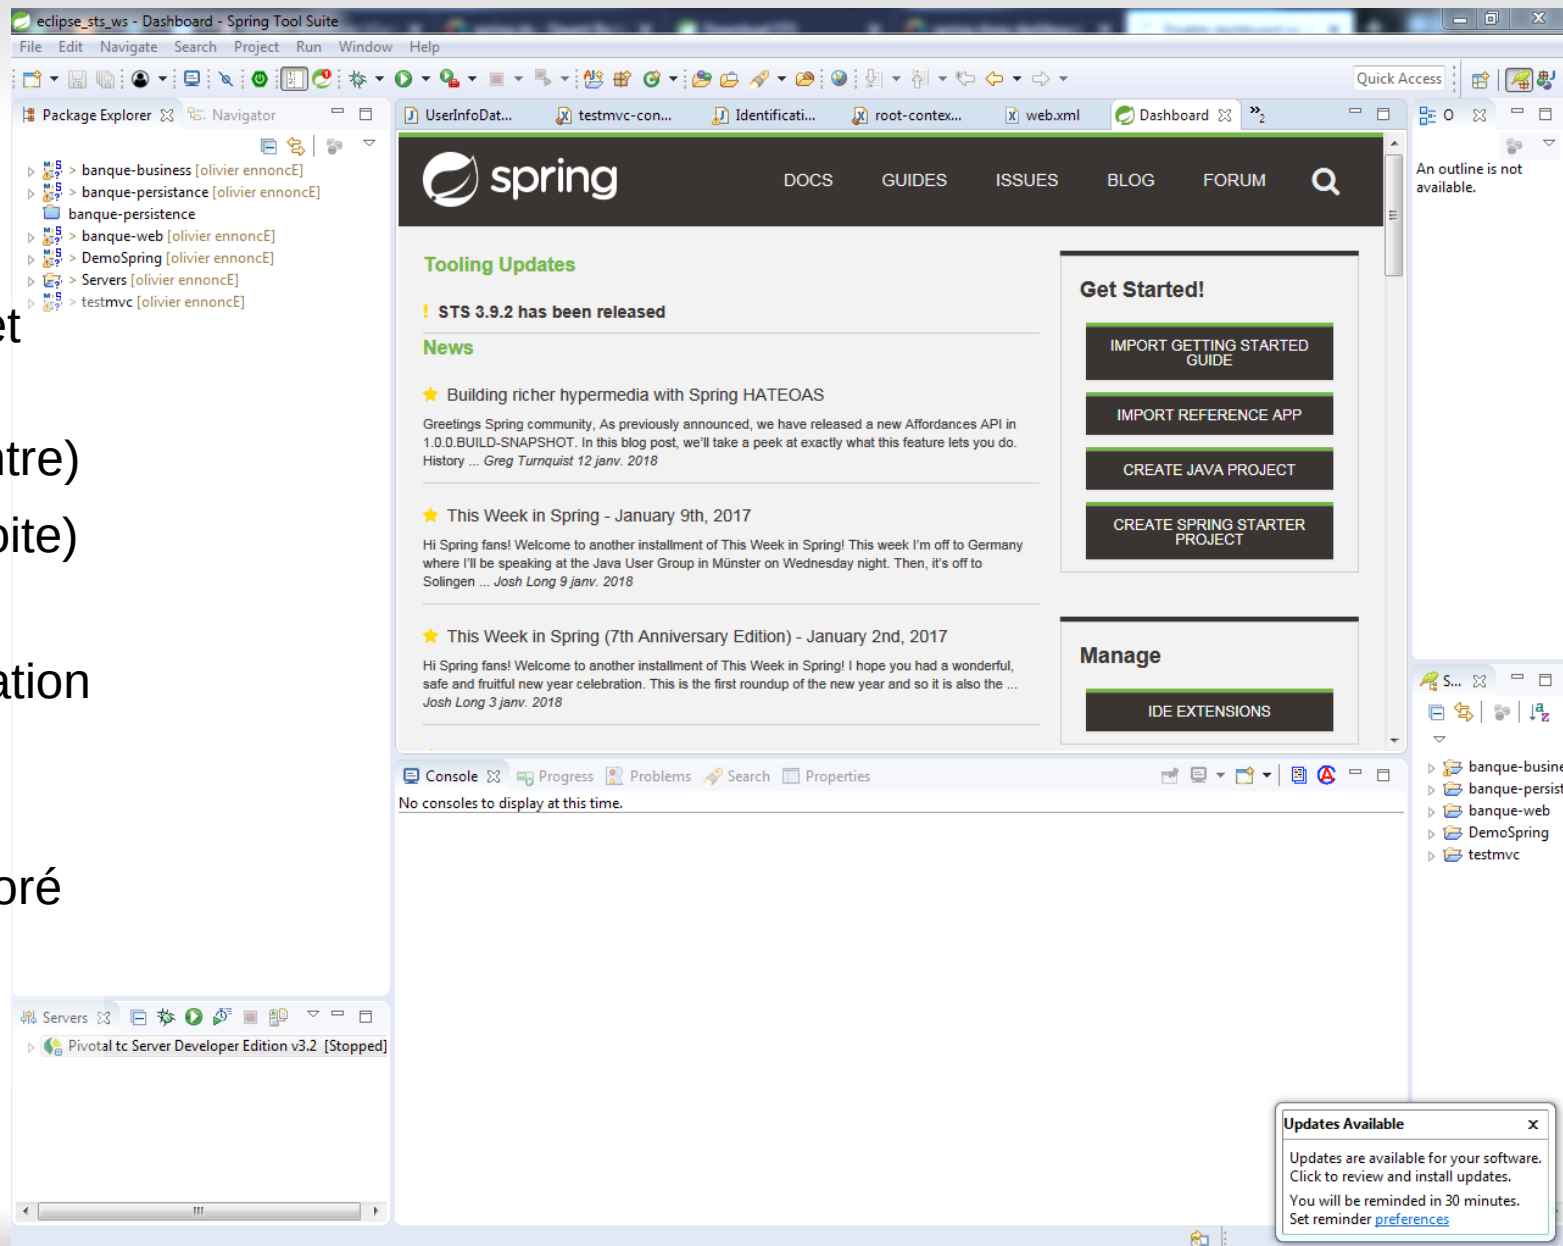 eclipse_sts_ws - Dashboard - Spring Tool Suite
File Edit Navigate Search Project Run Window Help
Quick Access
Package Explorer
Navigator
> banque-business [olivier ennoncE]
> banque-persistance [olivier ennoncE]
banque-persistence
> banque-web [olivier ennoncE]
> DemoSpring [olivier ennoncE]
> Servers [olivier ennoncE]
> testmvc [olivier ennoncE]
et
ntre)
oite)
ation
oré
Servers
Pivotal tc Server Developer Edition v3.2 [Stopped]
UserInfoDat...
testmvc-con...
Identificati...
root-contex...
web.xml
Dashboard
»2
spring
DOCS
GUIDES
ISSUES
BLOG
FORUM
Tooling Updates
! STS 3.9.2 has been released
News
Building richer hypermedia with Spring HATEOAS
Greetings Spring community, As previously announced, we have released a new Affordances API in
1.0.0.BUILD-SNAPSHOT. In this blog post, we'll take a peek at exactly what this feature lets you do.
History ... Greg Turnquist 12 janv. 2018
This Week in Spring - January 9th, 2017
Hi Spring fans! Welcome to another installment of This Week in Spring! This week I'm off to Germany
where I'll be speaking at the Java User Group in Münster on Wednesday night. Then, it's off to
Solingen ... Josh Long 9 janv. 2018
This Week in Spring (7th Anniversary Edition) - January 2nd, 2017
Hi Spring fans! Welcome to another installment of This Week in Spring! I hope you had a wonderful,
safe and fruitful new year celebration. This is the first roundup of the new year and so it is also the ...
Josh Long 3 janv. 2018
Get Started!
IMPORT GETTING STARTED
GUIDE
IMPORT REFERENCE APP
CREATE JAVA PROJECT
CREATE SPRING STARTER
PROJECT
Manage
IDE EXTENSIONS
Console
Progress
Problems
Search
Properties
No consoles to display at this time.
O
An outline is not
available.
S...
banque-busine
banque-persist
banque-web
DemoSpring
testmvc
Updates Available
x
Updates are available for your software.
Click to review and install updates.
You will be reminded in 30 minutes.
Set reminder preferences